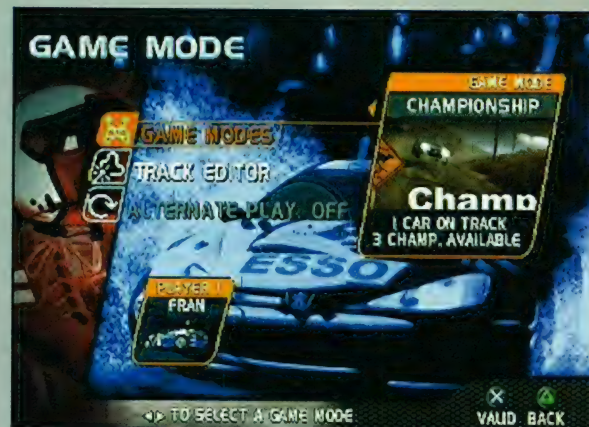 GAME MODE
GAME MODES
TRACK EDITOR
ALTERNATE PLAY: OFF
GAME MODE
CHAMPIONSHIP
Champ
1 CAR ON TRACK
3 CHAMP. AVAILABLE
ESSO
PLAYER 1
FRAN
TO SELECT A GAME MODE
VALID BACK